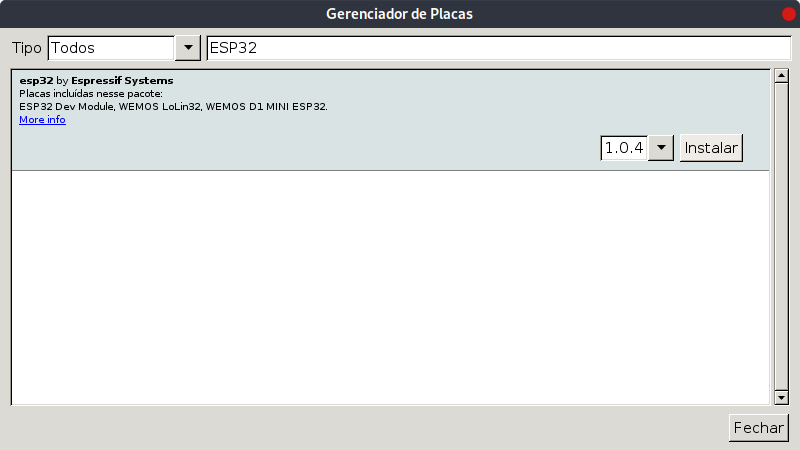 Gerenciador de Placas
Tipo Todos ESP32
esp32 by Espressif Systems
Placas incluídas nesse pacote:
ESP32 Dev Module, WEMOS LoLin32, WEMOS D1 MINI ESP32.
More info
1.0.4 Instalar
Fechar